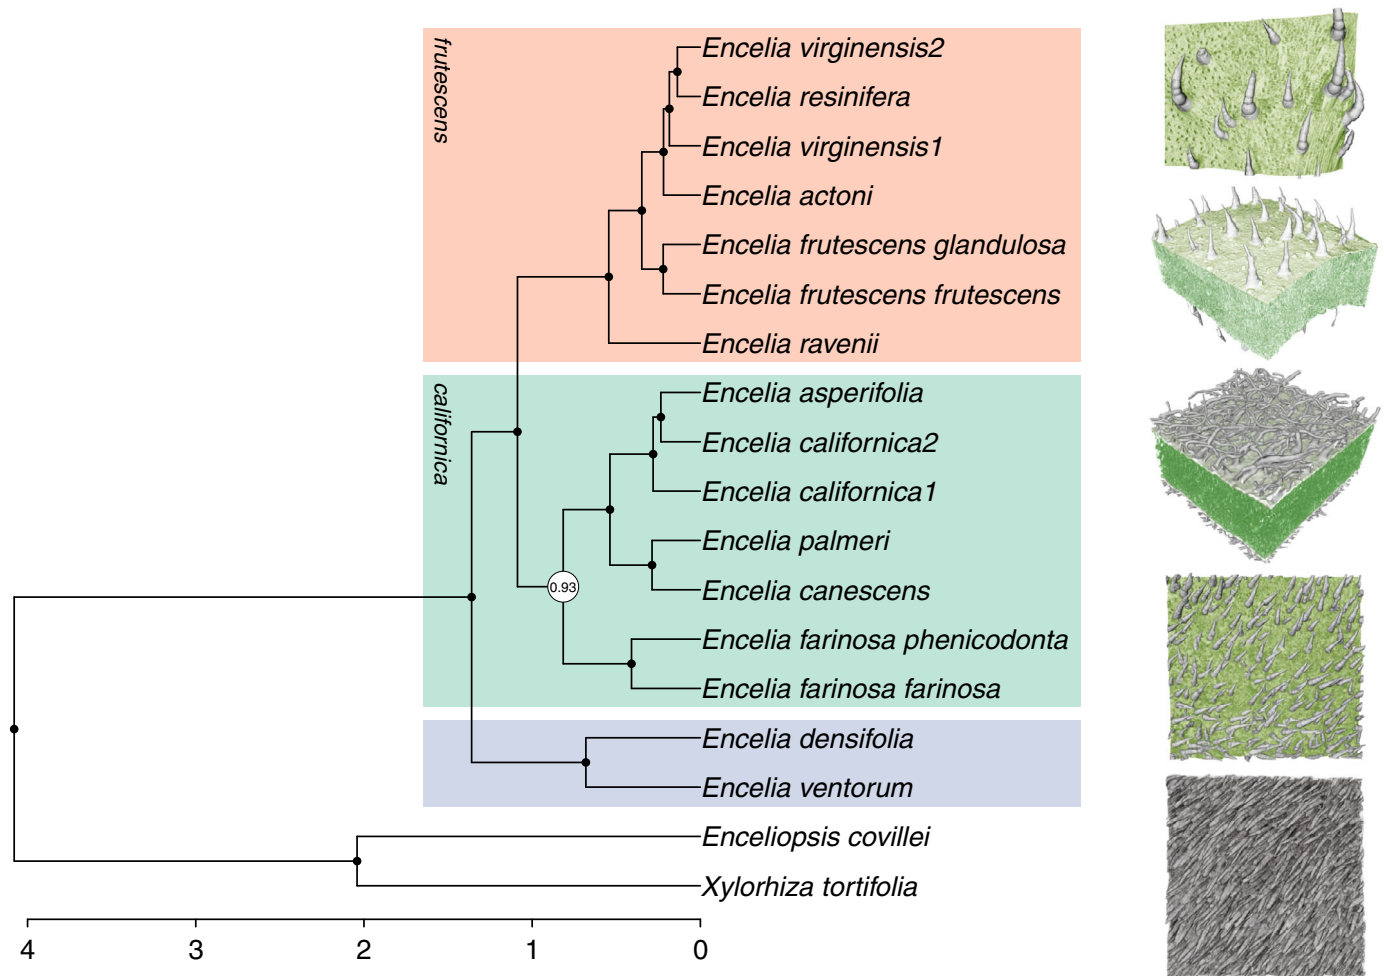 frutescens
Encelia virginensis2
Encelia resinifera
Encelia virginensis1
Encelia actoni
Encelia frutescens glandulosa
Encelia frutescens frutescens
Encelia ravenii
californica
Encelia asperifolia
Encelia californica2
Encelia californica1
Encelia palmeri
Encelia canescens
0.93
Encelia farinosa phenicodonta
Encelia farinosa farinosa
Encelia densifolia
Encelia ventorum
Enceliopsis covillei
Xylorhiza tortifolia
4 3 2 1 0